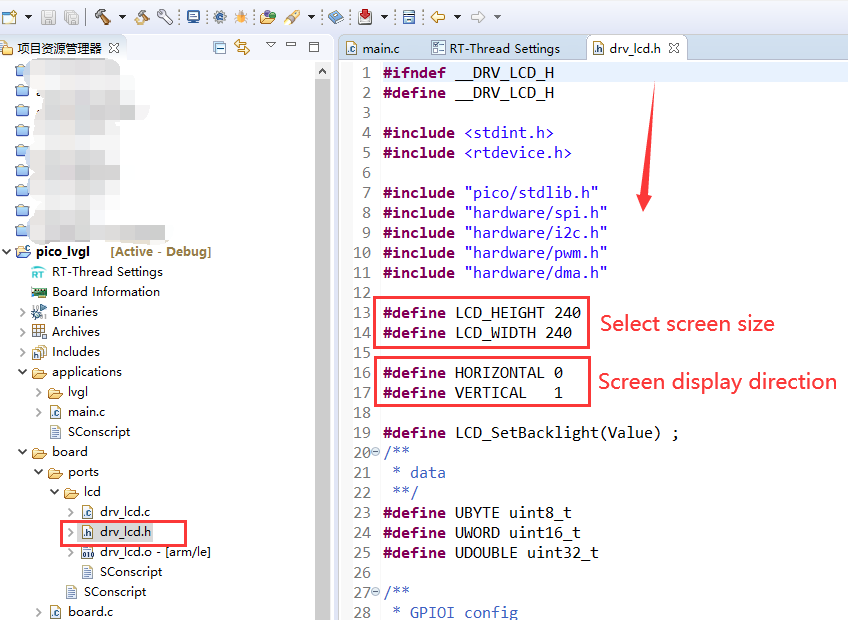 项目资源管理器
pico_lvgl [Active - Debug]
RT-Thread Settings
Board Information
Binaries
Archives
Includes
applications
lvgl
main.c
SConscript
board
ports
lcd
drv_lcd.c
drv_lcd.h
drv_lcd.o - [arm/le]
SConscript
SConscript
board.c
main.c
RT-Thread Settings
drv_lcd.h
1 #ifndef __DRV_LCD_H
2 #define __DRV_LCD_H
3
4 #include <stdint.h>
5 #include <rtdevice.h>
6
7 #include "pico/stdlib.h"
8 #include "hardware/spi.h"
9 #include "hardware/i2c.h"
10 #include "hardware/pwm.h"
11 #include "hardware/dma.h"
12
13 #define LCD_HEIGHT 240
14 #define LCD_WIDTH 240
Select screen size
15
16 #define HORIZONTAL 0
17 #define VERTICAL   1
Screen display direction
18
19 #define LCD_SetBacklight(Value) ;
20 /**
21  * data
22  **/
23 #define UBYTE uint8_t
24 #define UWORD uint16_t
25 #define UDOUBLE uint32_t
26
27 /**
28  * GPIOI config